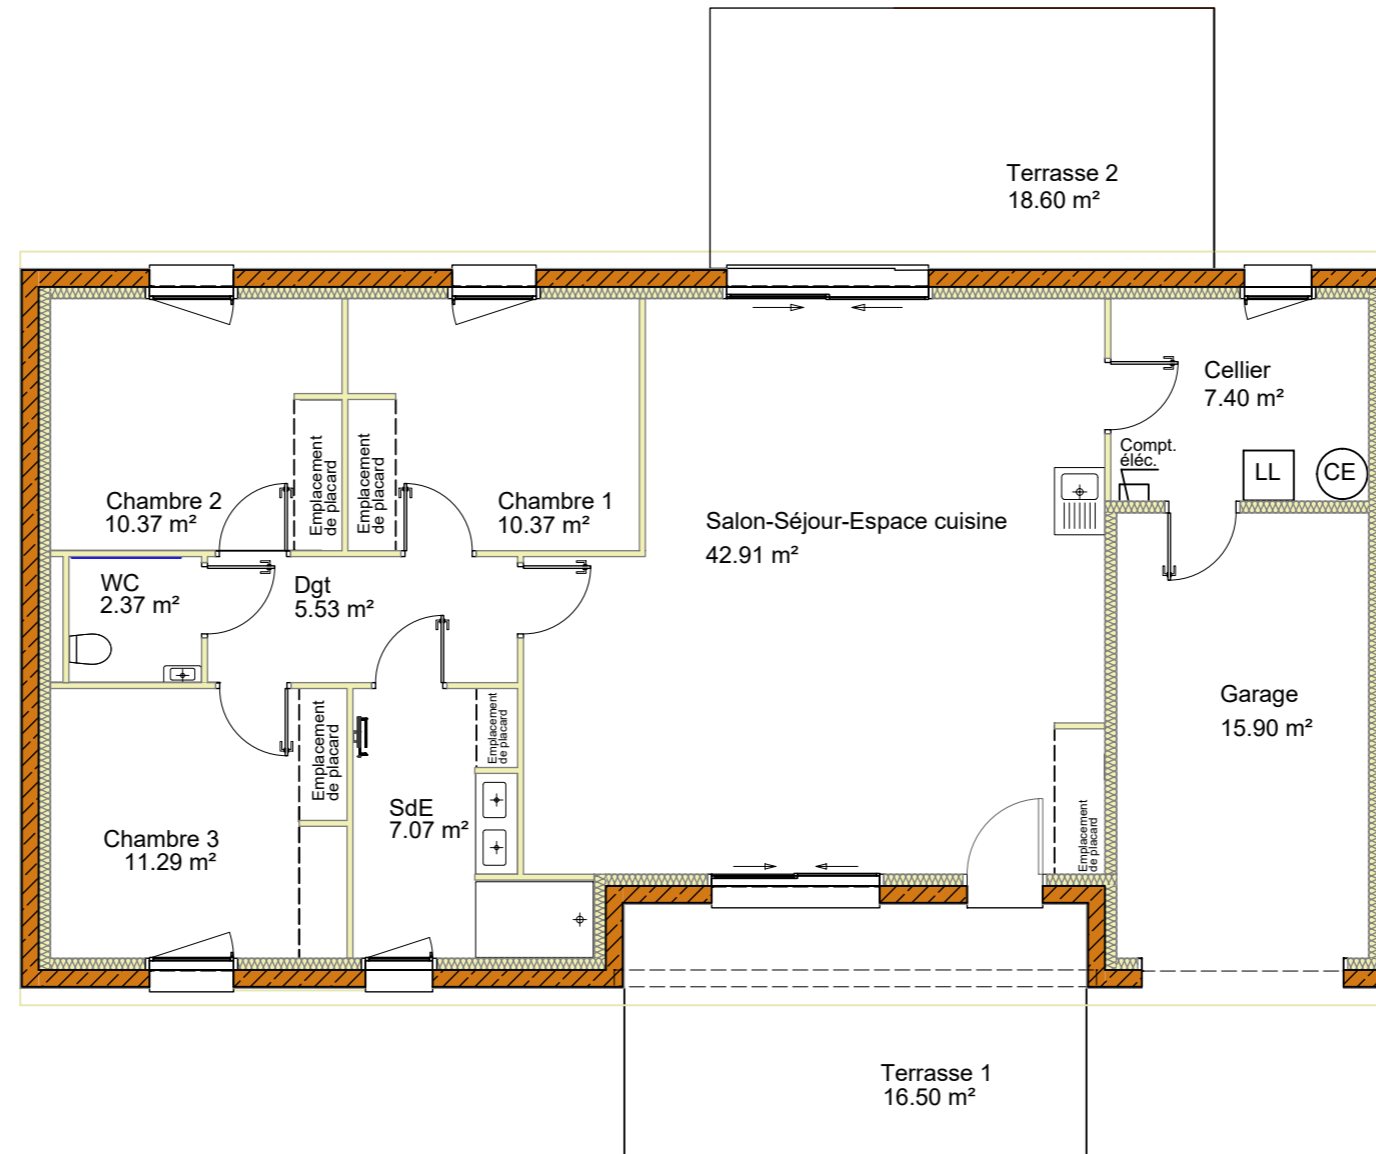 Terrasse 2
18.60 m²
Cellier
7.40 m²
Compt.
éléc.
LL
CE
Emplacement
de placard
Emplacement
de placard
Chambre 2
10.37 m²
Chambre 1
10.37 m²
Salon-Séjour-Espace cuisine
42.91 m²
WC
2.37 m²
Dgt
5.53 m²
Garage
15.90 m²
Emplacement
de placard
Emplacement
de placard
Chambre 3
11.29 m²
SdE
7.07 m²
Emplacement
de placard
Terrasse 1
16.50 m²